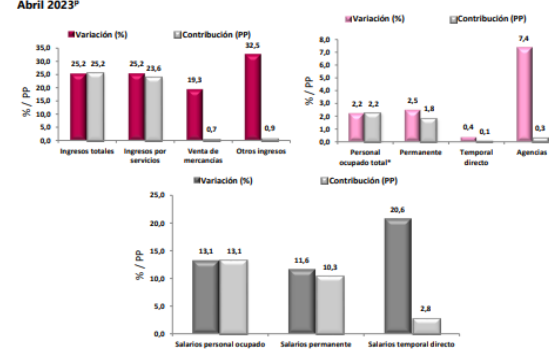 Abril 2023ᵖ
Variación (%) Contribución (PP)
% / PP
35,0
30,0
25,0
20,0
15,0
10,0
5,0
0,0
25,2 25,2 25,2 23,6 19,3 0,7 32,5 0,9
Ingresos totales Ingresos por servicios Venta de mercancías Otros ingresos
Variación (%) Contribución (PP)
% / PP
8,0
7,0
6,0
5,0
4,0
3,0
2,0
1,0
0,0
2,2 2,2 2,5 1,8 0,4 0,1 7,4 0,3
Personal ocupado total* Permanente Temporal directo Agencias
Variación (%) Contribución (PP)
% / PP
25,0
20,0
15,0
10,0
5,0
0,0
13,1 13,1 11,6 10,3 20,6 2,8
Salarios personal ocupado Salarios permanente Salarios temporal directo